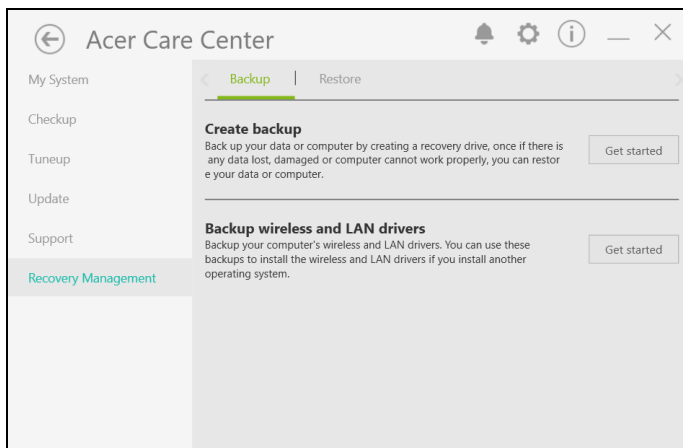 Acer Care Center
My System
Checkup
Tuneup
Update
Support
Recovery Management
Backup
Restore
Create backup
Back up your data or computer by creating a recovery drive, once if there is
any data lost, damaged or computer cannot work properly, you can restor
e your data or computer.
Get started
Backup wireless and LAN drivers
Backup your computer's wireless and LAN drivers. You can use these
backups to install the wireless and LAN drivers if you install another
operating system.
Get started